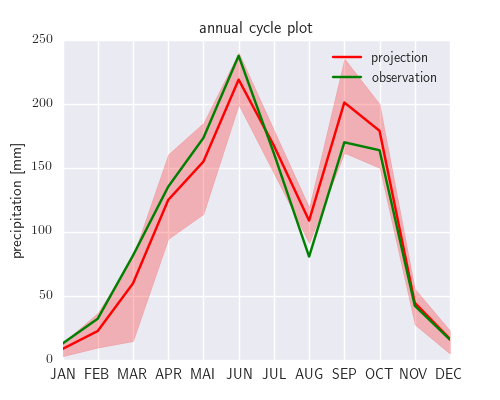 annual cycle plot
projection
observation
precipitation [mm]
250
200
150
100
50
0
JAN FEB MAR APR MAI JUN JUL AUG SEP OCT NOV DEC